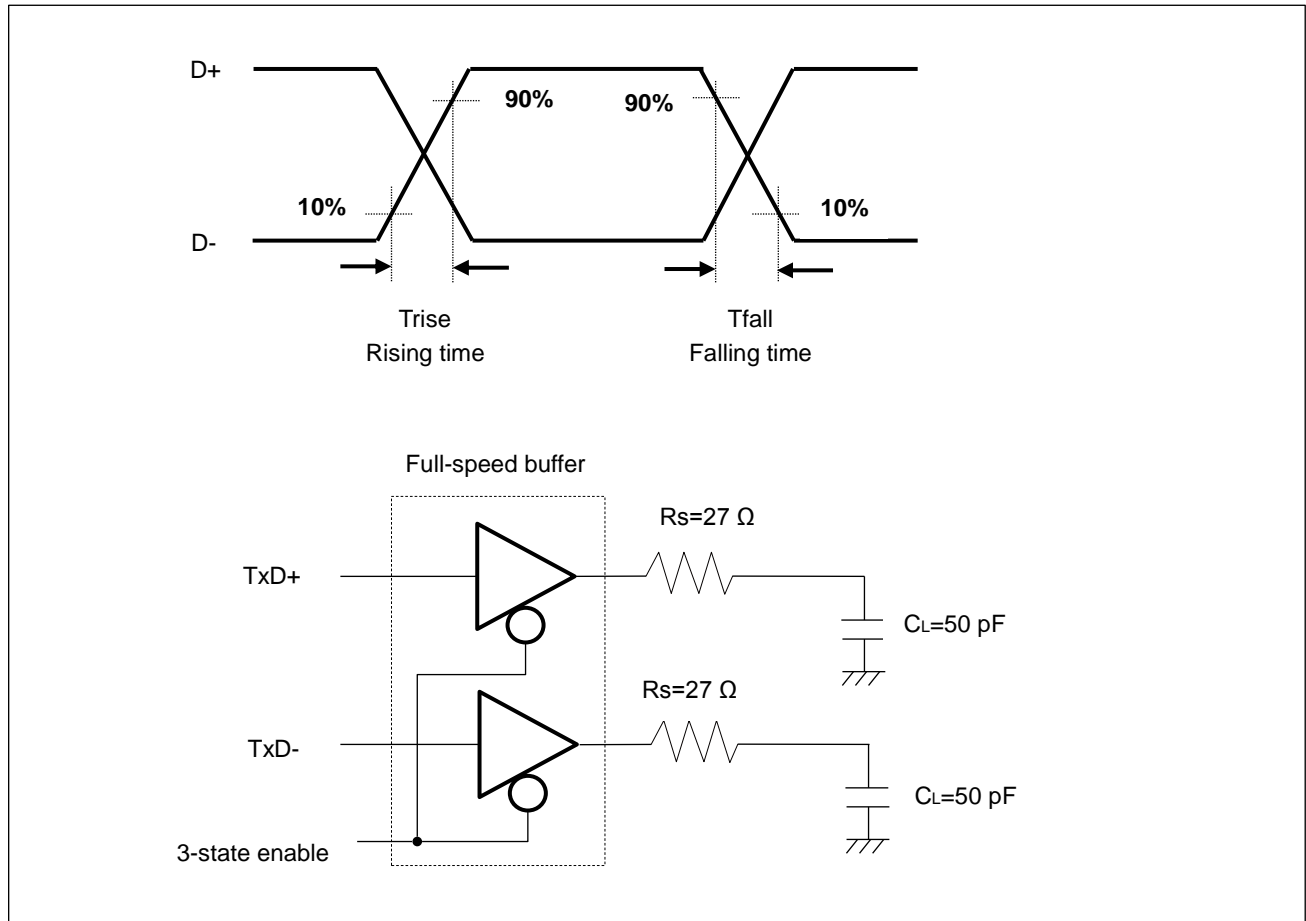 D+
90%
90%
10%
10%
D-
Trise
Rising time
Tfall
Falling time
Full-speed buffer
Rs=27 Ω
TxD+
CL=50 pF
Rs=27 Ω
TxD-
CL=50 pF
3-state enable